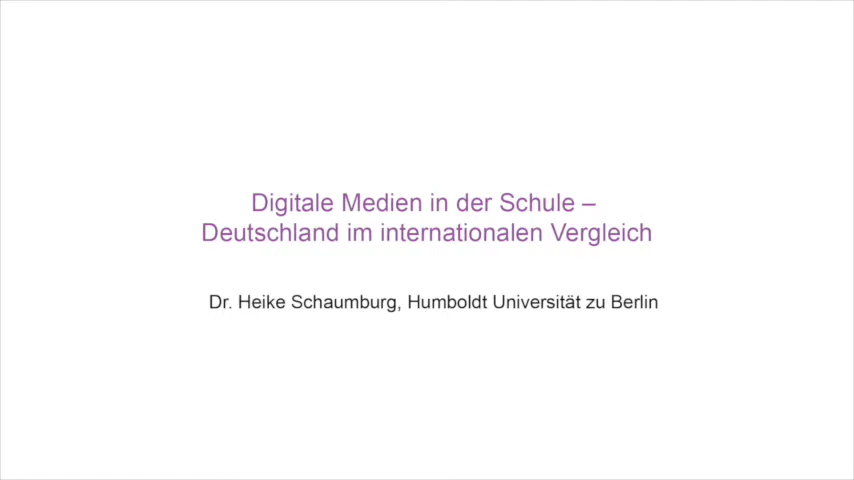 Digitale Medien in der Schule –
Deutschland im internationalen Vergleich
Dr. Heike Schaumburg, Humboldt Universität zu Berlin